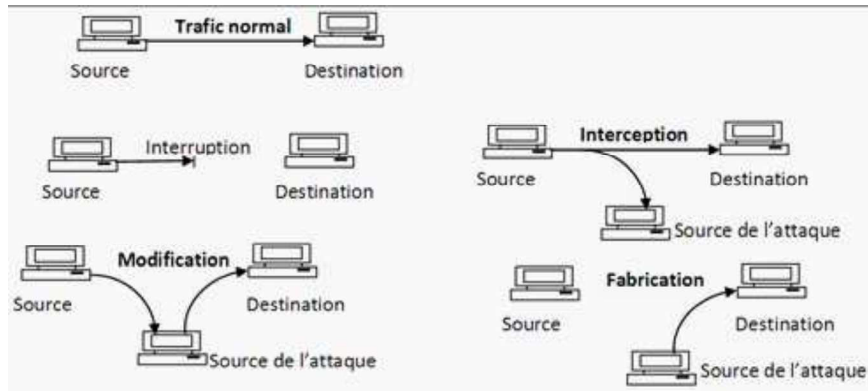 Trafic normal
Source
Destination
Interruption
Source
Destination
Interception
Source
Destination
Source de l'attaque
Modification
Source
Destination
Source de l'attaque
Fabrication
Source
Destination
Source de l'attaque